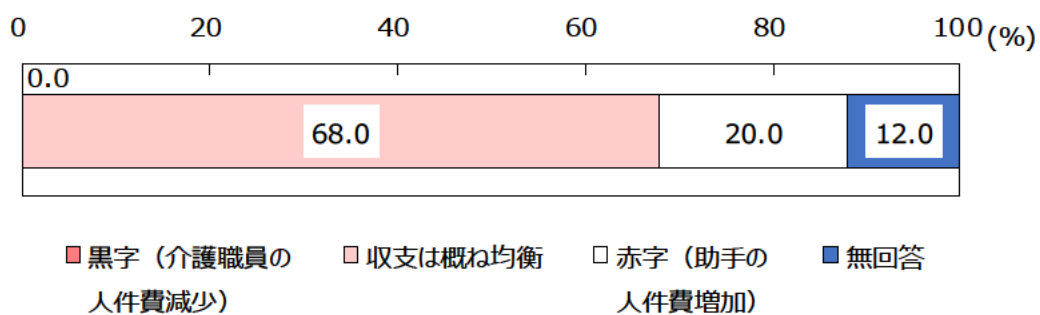 0 20 40 60 80 100 (%)
0.0
68.0 20.0 12.0
黒字（介護職員の 収支は概ね均衡 赤字（助手の 無回答
人件費減少） 人件費増加）